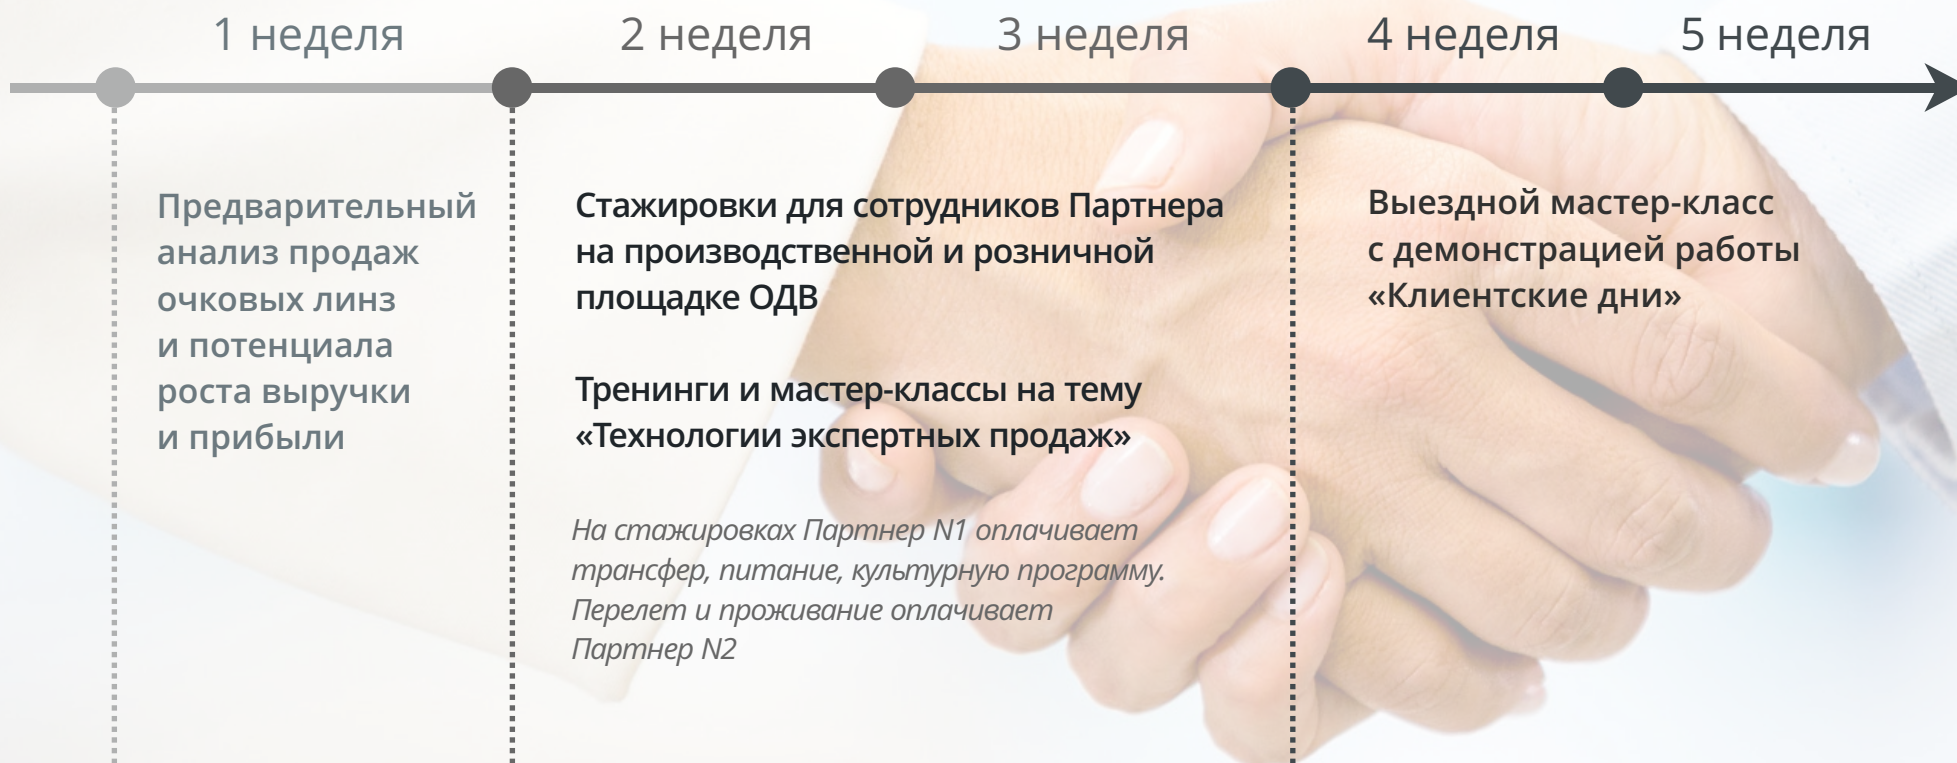 1 неделя
2 неделя
3 неделя
4 неделя
5 неделя
Предварительный
анализ продаж
очковых линз
и потенциала
роста выручки
и прибыли
Стажировки для сотрудников Партнера
на производственной и розничной
площадке ОДВ
Тренинги и мастер-классы на тему
«Технологии экспертных продаж»
На стажировках Партнер N1 оплачивает
трансфер, питание, культурную программу.
Перелет и проживание оплачивает
Партнер N2
Выездной мастер-класс
с демонстрацией работы
«Клиентские дни»